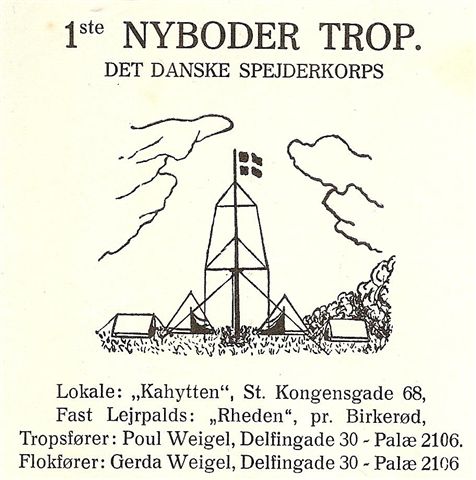 1ste NYBODER TROP.
DET DANSKE SPEJDERKORPS
Lokale: „Kahytten“, St. Kongensgade 68,
Fast Lejrpalds: „Rheden“, pr. Birkerød,
Tropsfører: Poul Weigel, Delfingade 30 - Palæ 2106.
Flokfører: Gerda Weigel, Delfingade 30 - Palæ 2106